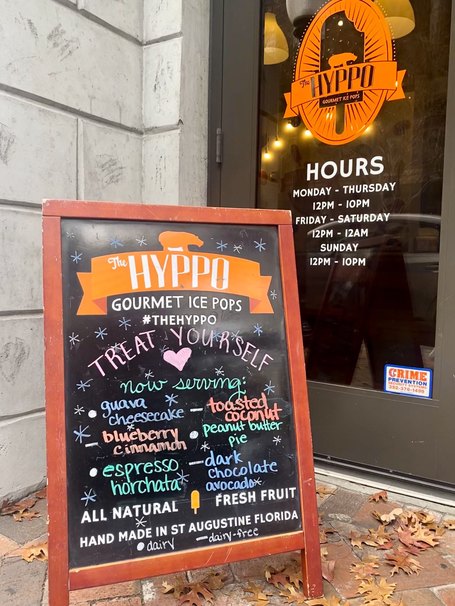 The HYPPO
GOURMET ICE POPS
HOURS
MONDAY - THURSDAY
12PM - 10PM
FRIDAY - SATURDAY
12PM - 12AM
SUNDAY
12PM - 10PM
CRIME
PREVENTION
The HYPPO
GOURMET ICE POPS
#THEHYPPO
TREAT YOURSELF
now serving:
guava
cheesecake
blueberry
cinnamon
espresso
horchata
toasted
coconut
peanut butter
pie
dark
chocolate
avocado
ALL NATURAL FRESH FRUIT
HAND MADE IN ST AUGUSTINE FLORIDA
dairy - dairy-free